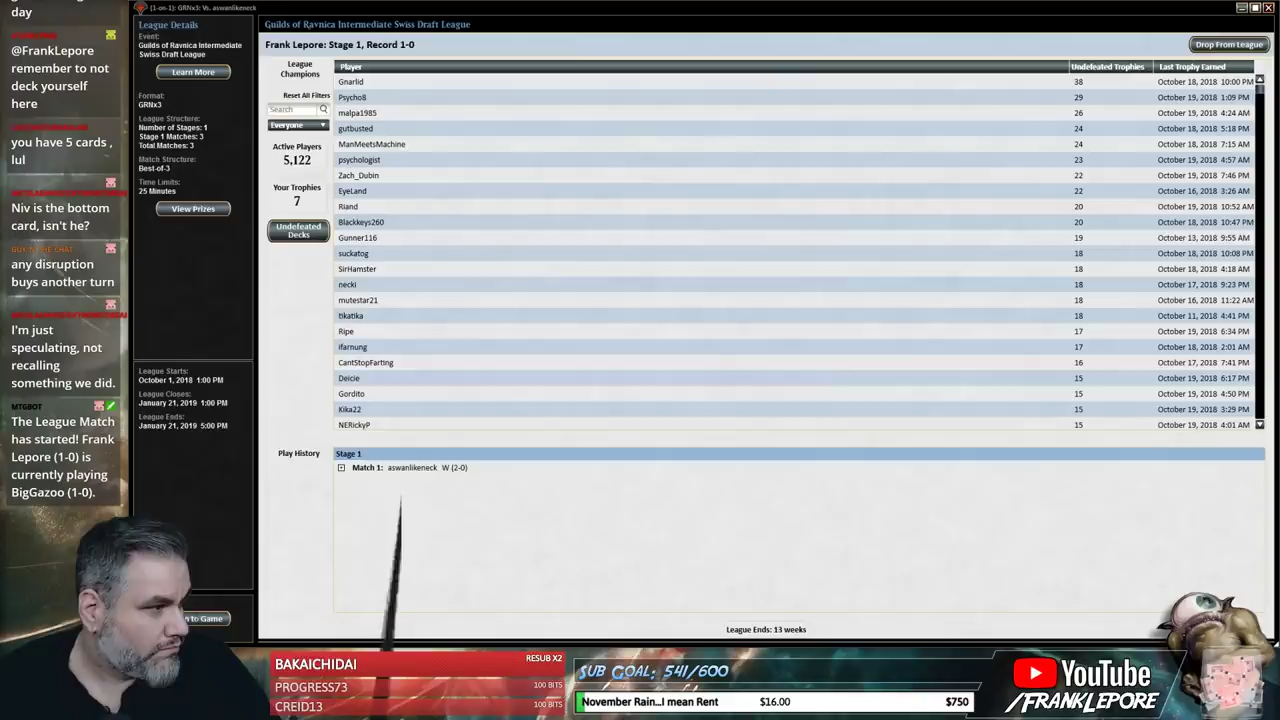 day
@FrankLepore
remember to not
deck yourself
here
you have 5 cards ,
lul
Niv is the bottom
card, isn't he?
any disruption
buys another turn
I'm just
speculating, not
recalling
something we did.
MTGBOT
The League Match
has started! Frank
Lepore (1-0) is
currently playing
BigGazoo (1-0).
(1-on-1): GRNx3: Vs. aswanlikeneck
League Details
Event:
Guilds of Ravnica Intermediate
Swiss Draft League
Learn More
Format:
GRNx3
League Structure:
Number of Stages: 1
Stage 1 Matches: 3
Total Matches: 3
Match Structure:
Best-of-3
Time Limits:
25 Minutes
View Prizes
League Starts:
October 1, 2018 1:00 PM
League Closes:
January 21, 2019 1:00 PM
League Ends:
January 21, 2019 5:00 PM
to Game
Guilds of Ravnica Intermediate Swiss Draft League
Frank Lepore: Stage 1, Record 1-0
Drop From League
League
Champions
Reset All Filters
Search
Everyone
Active Players
5,122
Your Trophies
7
Undefeated
Decks
Player Undefeated Trophies Last Trophy Earned
Gnarlid 38 October 18, 2018 10:00 PM
Psycho8 29 October 19, 2018 1:09 PM
malpa1985 26 October 19, 2018 4:24 AM
gutbusted 24 October 18, 2018 5:18 PM
ManMeetsMachine 24 October 18, 2018 7:15 AM
psychologist 23 October 19, 2018 4:57 AM
Zach_Dubin 22 October 19, 2018 7:46 PM
EyeLand 22 October 16, 2018 3:26 AM
Riand 20 October 19, 2018 10:52 AM
Blackkeys260 20 October 18, 2018 10:47 PM
Gunner116 19 October 13, 2018 9:55 AM
suckatog 18 October 18, 2018 10:08 PM
SirHamster 18 October 18, 2018 4:18 AM
necki 18 October 17, 2018 9:23 PM
mutestar21 18 October 16, 2018 11:22 AM
tikatika 18 October 11, 2018 4:41 PM
Ripe 17 October 19, 2018 6:34 PM
ifarnung 17 October 18, 2018 2:01 AM
CantStopFarting 16 October 17, 2018 7:41 PM
Deicie 15 October 19, 2018 6:17 PM
Gordito 15 October 19, 2018 4:50 PM
Kika22 15 October 19, 2018 3:29 PM
NERickyP 15 October 19, 2018 4:01 AM
Play History
Stage 1
Match 1: aswanlikeneck W (2-0)
League Ends: 13 weeks
BAKAICHIDAI RESUB X2
PROGRESS73 100 BITS
CREID13 100 BITS
SUB GOAL: 541/600
November Rain...I mean Rent $16.00 $750
YouTube
/FRANKLEPORE